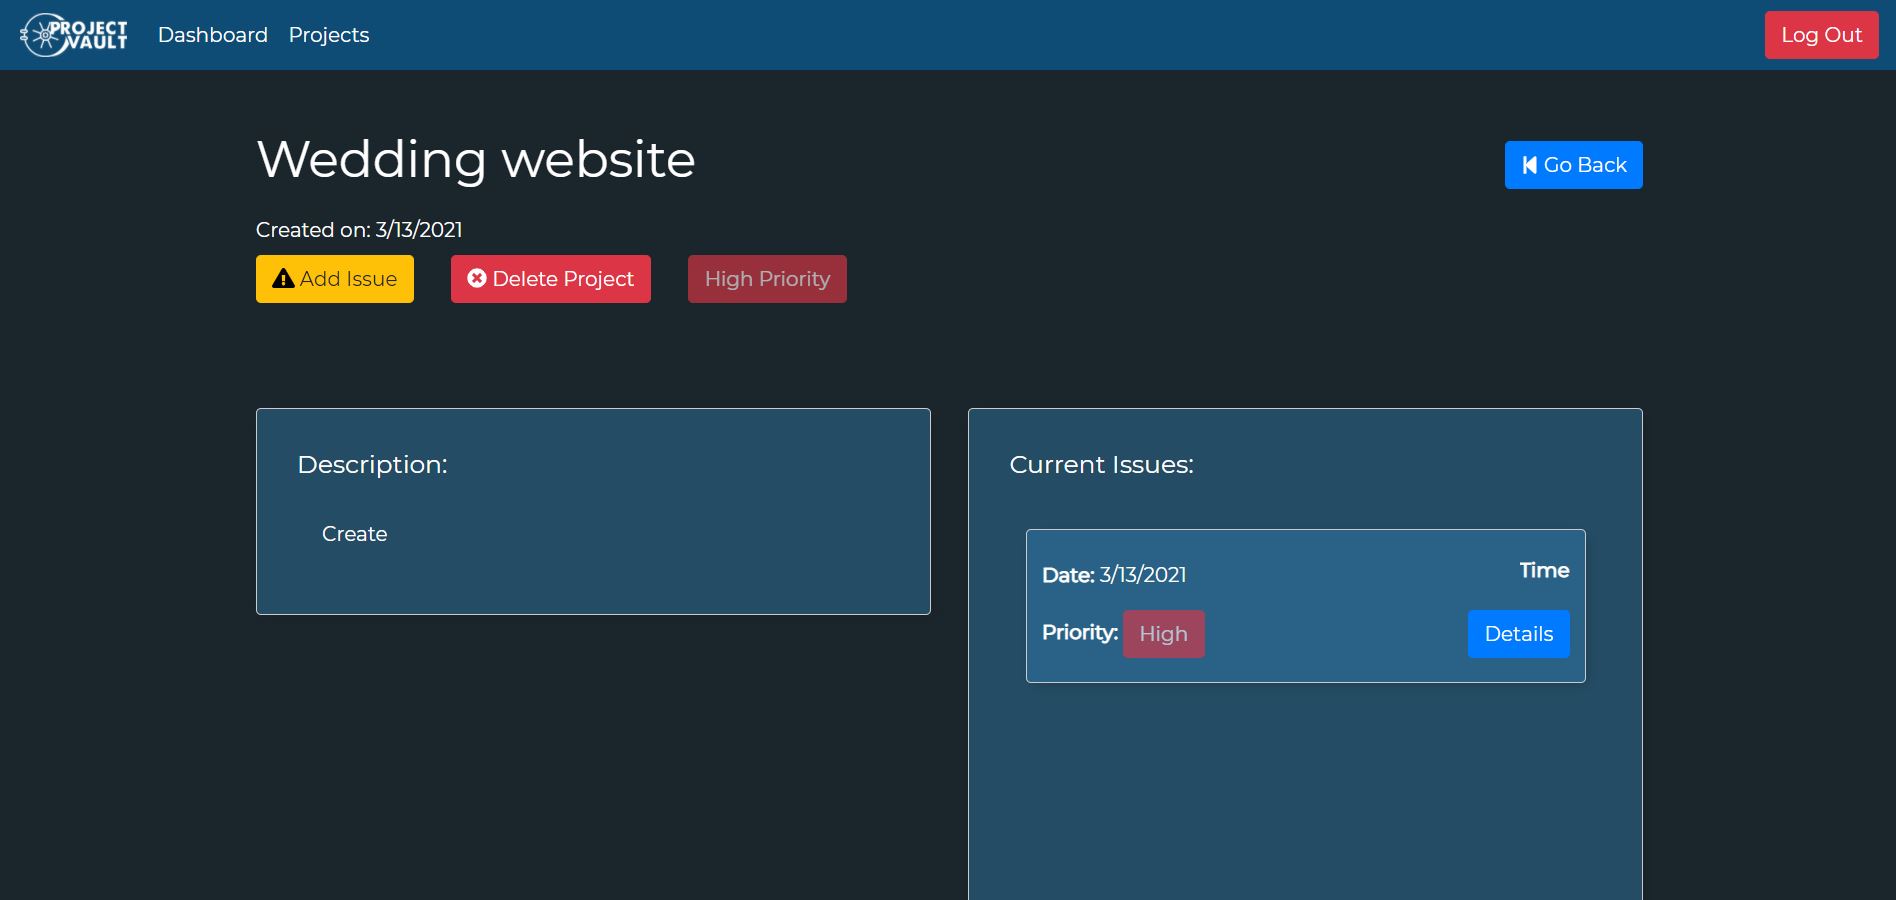 PROJECT
VAULT
Dashboard Projects
Log Out
Wedding website
Go Back
Created on: 3/13/2021
Add Issue
Delete Project
High Priority
Description:
Create
Current Issues:
Date: 3/13/2021
Time
Priority: High
Details